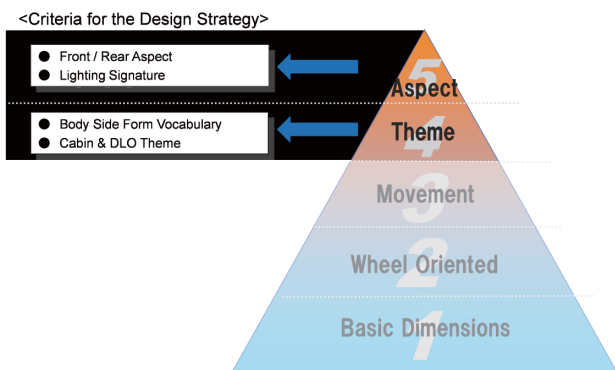 <Criteria for the Design Strategy>
● Front / Rear Aspect
● Lighting Signature
5
Aspect
● Body Side Form Vocabulary
● Cabin & DLO Theme
4
Theme
3
Movement
2
Wheel Oriented
1
Basic Dimensions